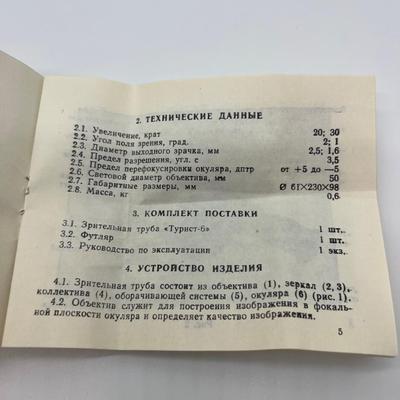 2. ТЕХНИЧЕСКИЕ ДАННЫЕ
2.1. Увеличение, крат 20; 30
2.2. Угол поля зрения, град. 2; 1
2.3. Диаметр выходного зрачка, мм 2,5; 1,6
2.4. Предел разрешения, угл. с 3,5
2.5. Предел перефокусировки окуляра, дптр от +5 до −5
2.6. Световой диаметр объектива, мм 50
2.7. Габаритные размеры, мм Ø 61×230×98
2.8. Масса, кг 0,6
3. КОМПЛЕКТ ПОСТАВКИ
3.1. Зрительная труба «Турист-6» 1 шт.
3.2. Футляр 1 шт.
3.3. Руководство по эксплуатации 1 экз.
4. УСТРОЙСТВО ИЗДЕЛИЯ
4.1. Зрительная труба состоит из объектива (1), зеркал (2, 3),
коллектива (4), оборачивающей системы (5), окуляра (6) (рис. 1).
4.2. Объектив служит для построения изображения в фокаль-
ной плоскости окуляра и определяет качество изображения.
5